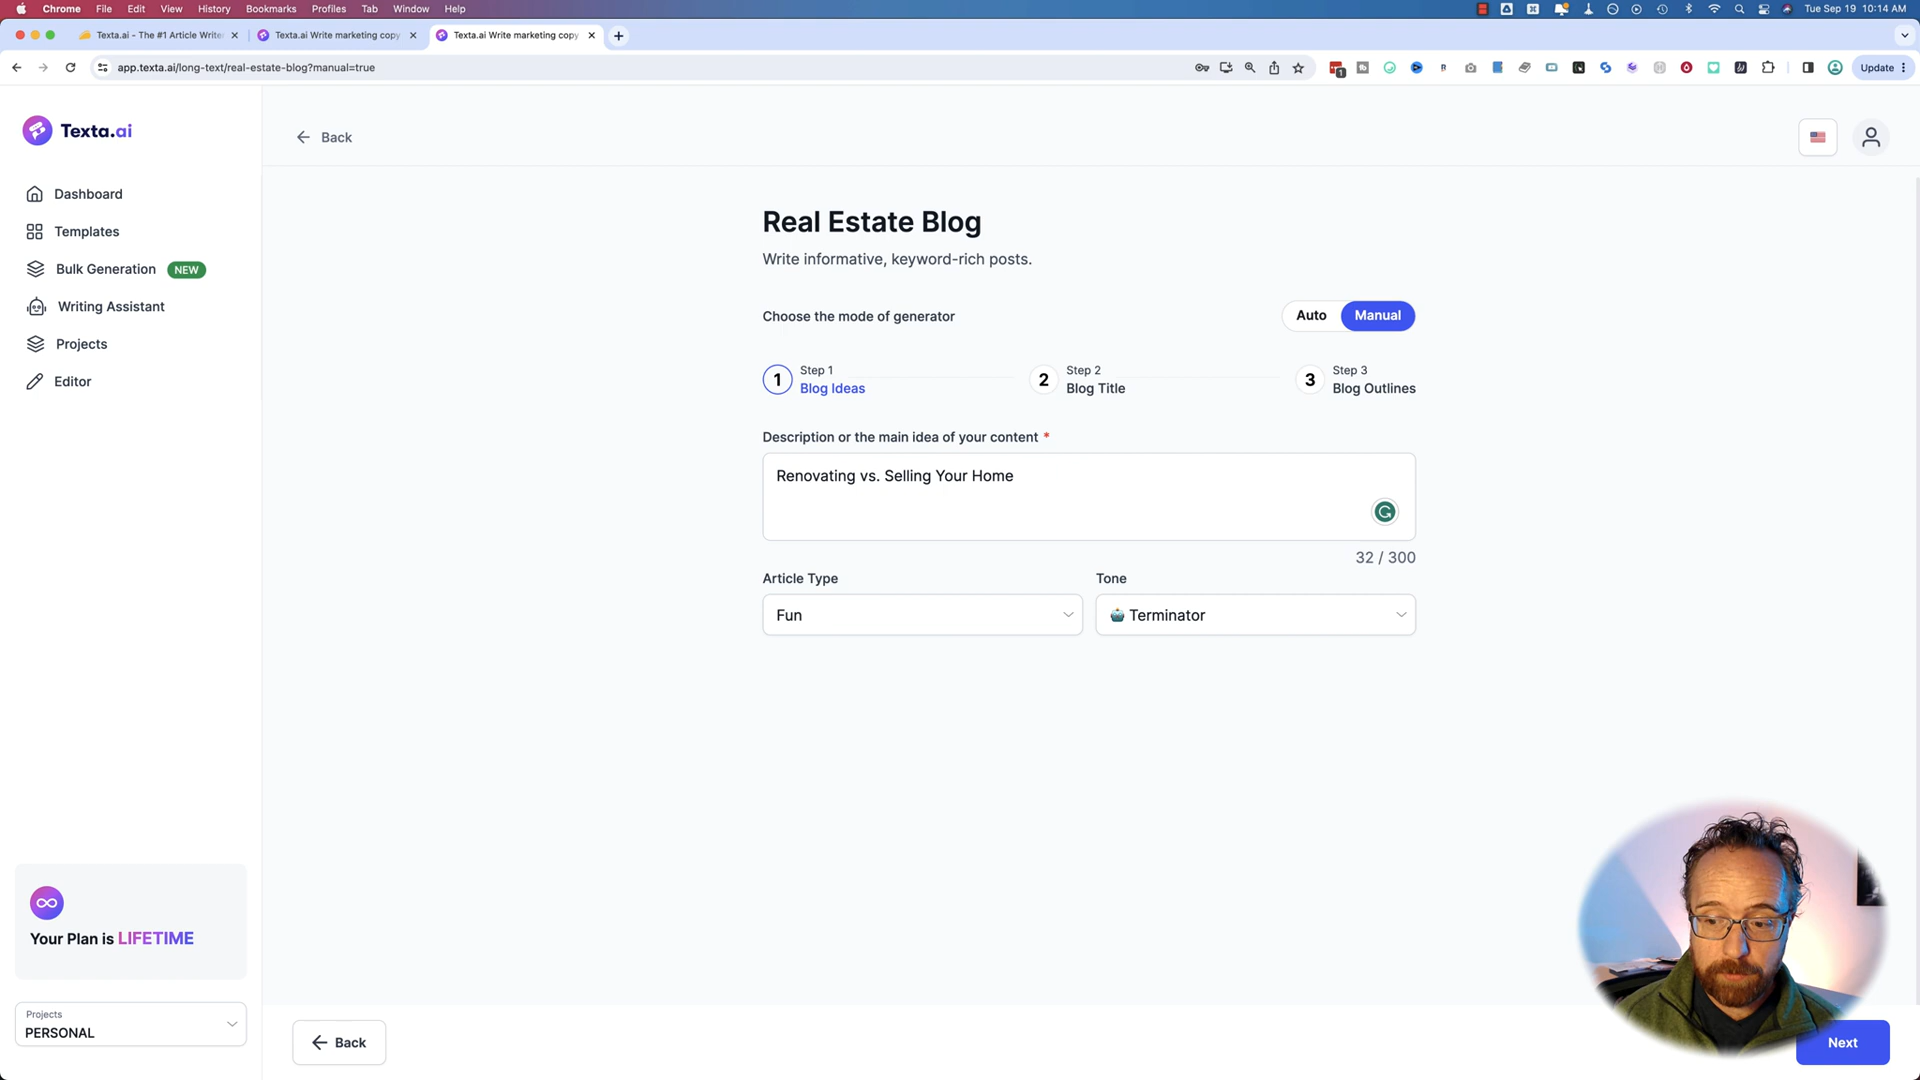 Chrome File Edit View History Bookmarks Profiles Tab Window Help
Tue Sep 19 10:14 AM
Texta.ai - The #1 Article Write
Texta.ai Write marketing copy
Texta.ai Write marketing copy
app.texta.ai/long-text/real-estate-blog?manual=true
1
Update
Texta.ai
Back
Dashboard
Templates
Bulk Generation NEW
Writing Assistant
Projects
Editor
Real Estate Blog
Write informative, keyword-rich posts.
Choose the mode of generator
Auto Manual
1 Step 1
Blog Ideas
2 Step 2
Blog Title
3 Step 3
Blog Outlines
Description or the main idea of your content *
Renovating vs. Selling Your Home
32 / 300
Article Type
Tone
Fun
Terminator
Your Plan is LIFETIME
Projects
PERSONAL
Back
Next